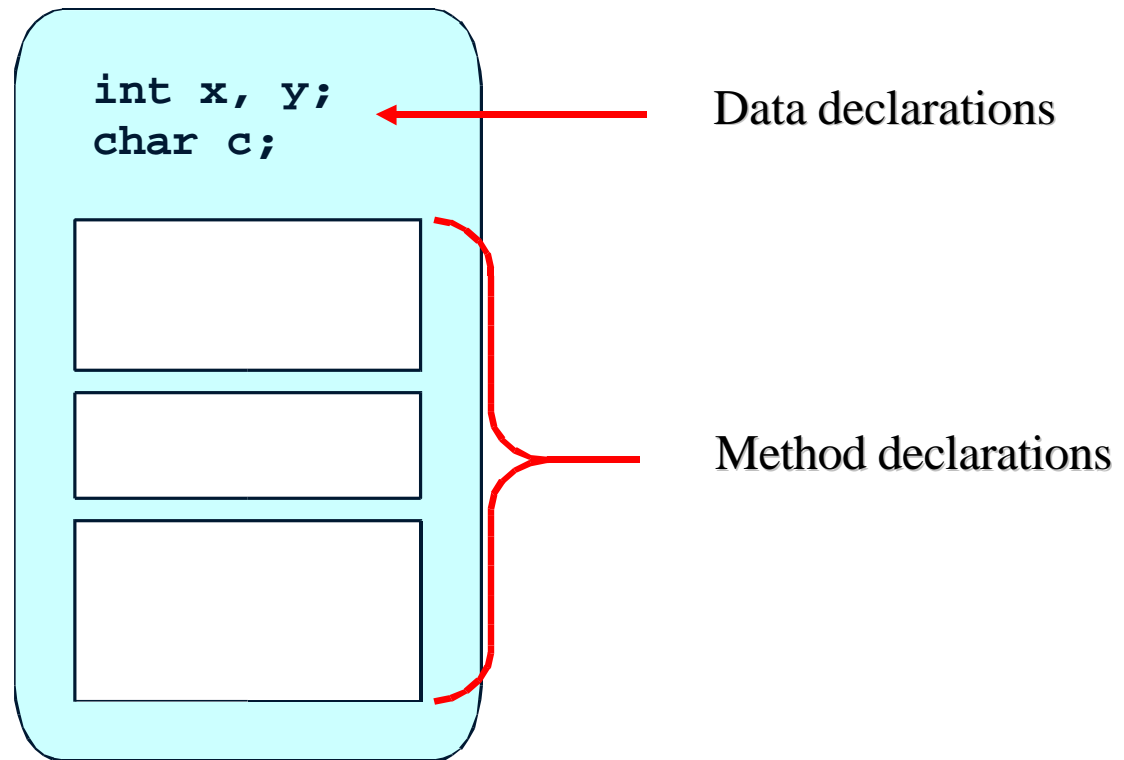 int x, y;
char c;
Data declarations
Method declarations